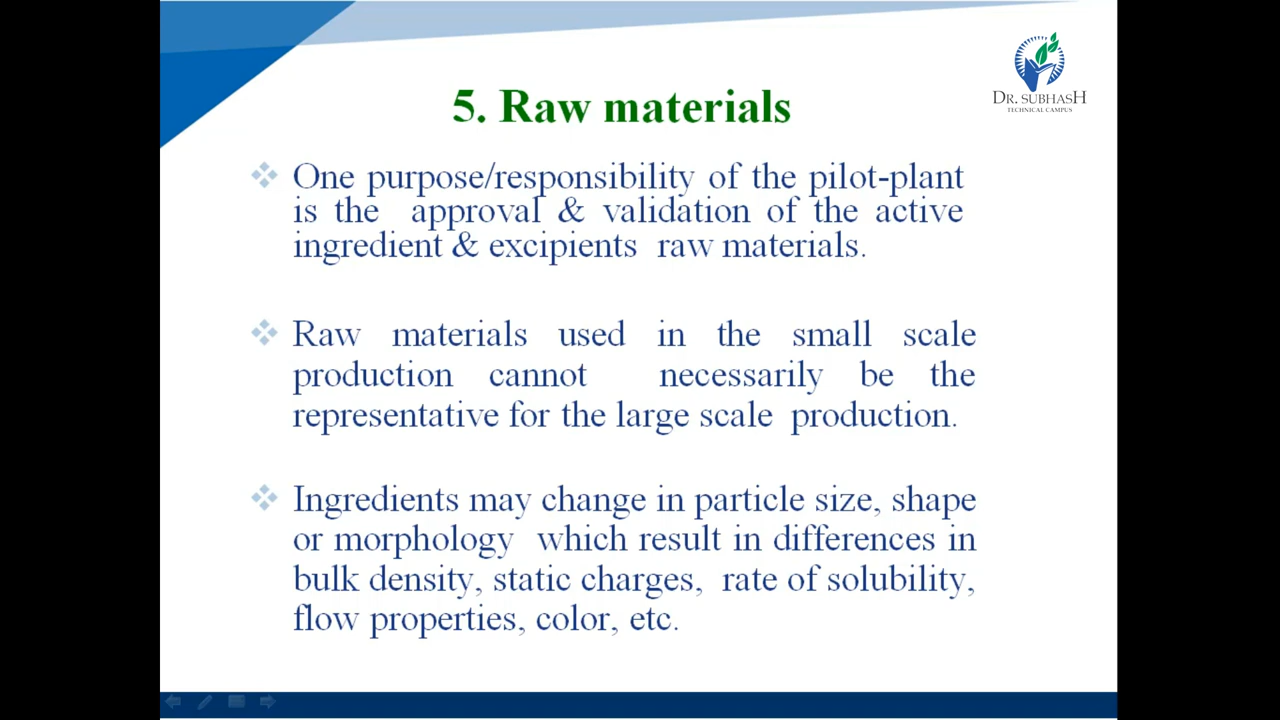 DR. SUBHASH
TECHNICAL CAMPUS
5. Raw materials
One purpose/responsibility of the pilot-plant
is the approval & validation of the active
ingredient & excipients raw materials.
Raw materials used in the small scale
production cannot necessarily be the
representative for the large scale production.
Ingredients may change in particle size, shape
or morphology which result in differences in
bulk density, static charges, rate of solubility,
flow properties, color, etc.